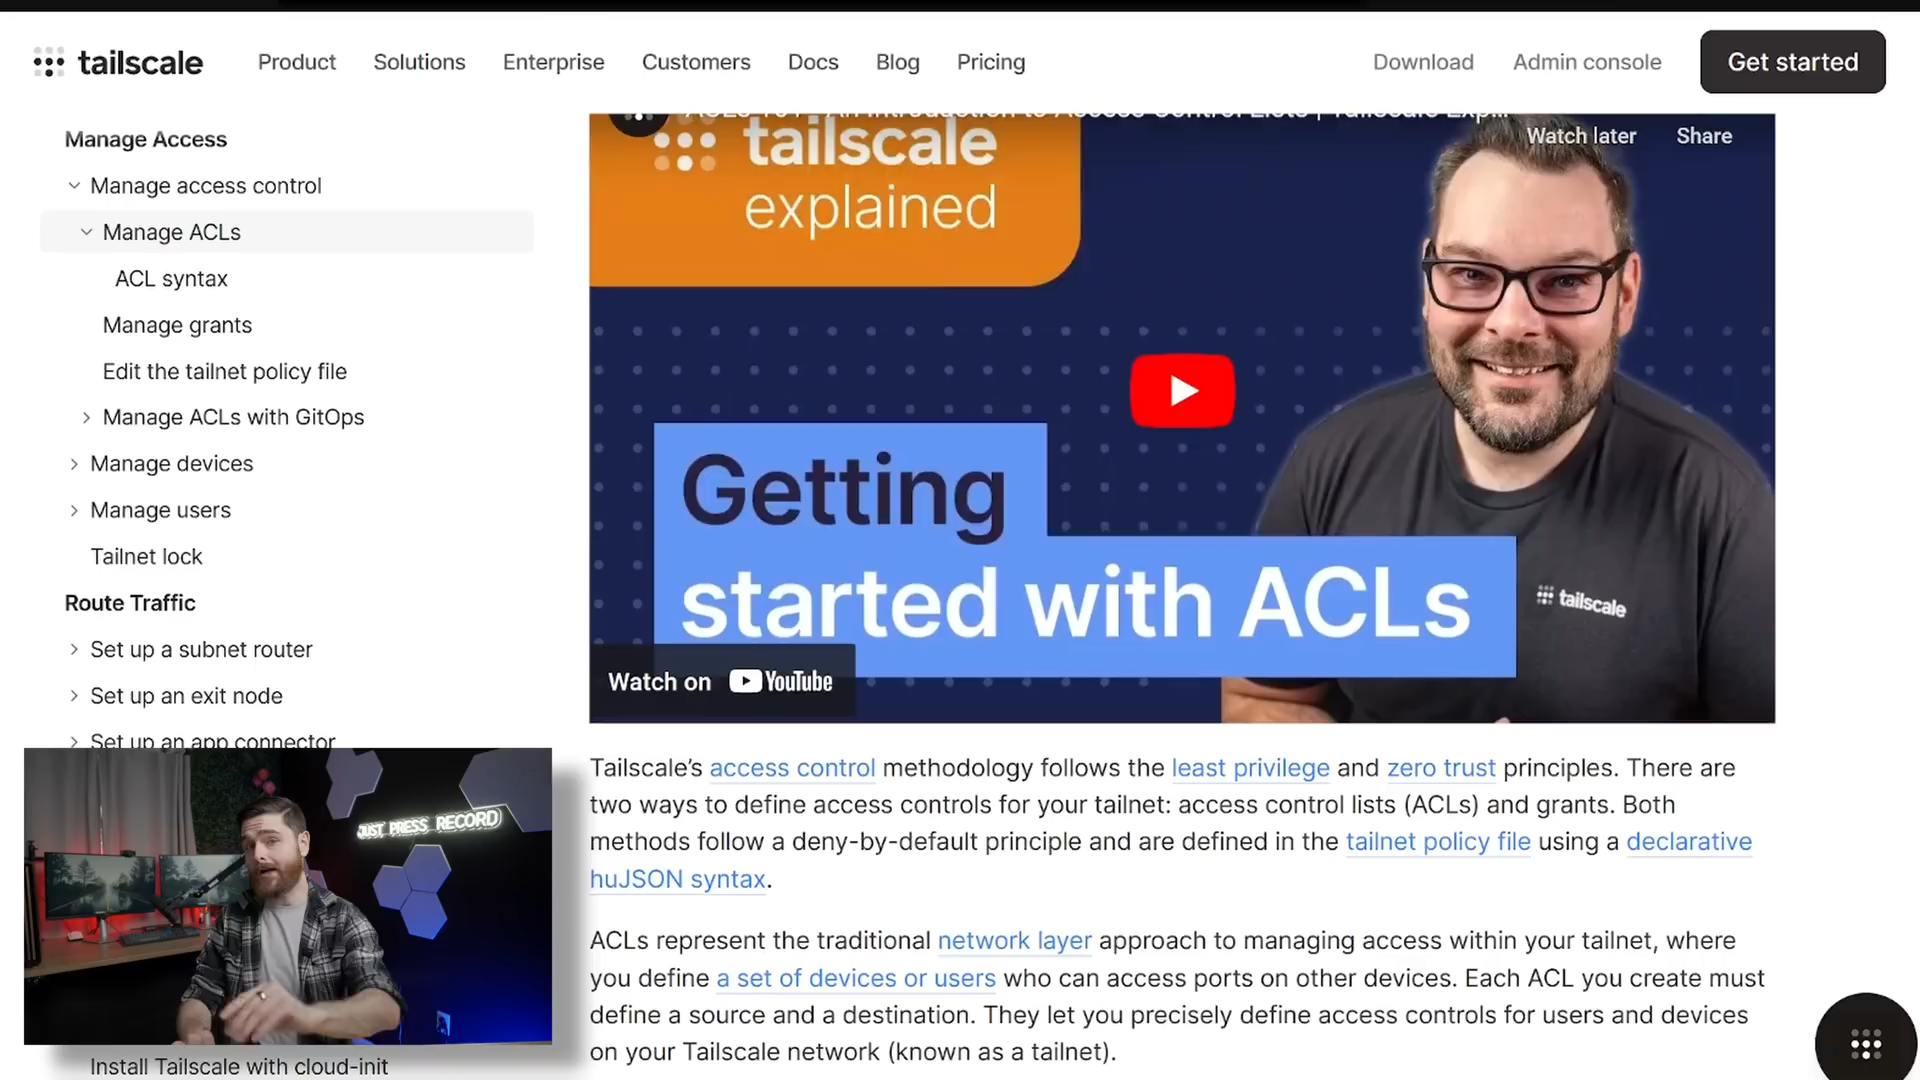 tailscale
Product
Solutions
Enterprise
Customers
Docs
Blog
Pricing
Download
Admin console
Get started
Manage Access
Manage access control
Manage ACLs
ACL syntax
Manage grants
Edit the tailnet policy file
Manage ACLs with GitOps
Manage devices
Manage users
Tailnet lock
Route Traffic
Set up a subnet router
Set up an exit node
Set up an app connector
JUST PRESS RECORD
Install Tailscale with cloud-init
Watch later
Share
tailscale
explained
Getting
started with ACLs
tailscale
Watch on YouTube
Tailscale’s access control methodology follows the least privilege and zero trust principles. There are
two ways to define access controls for your tailnet: access control lists (ACLs) and grants. Both
methods follow a deny-by-default principle and are defined in the tailnet policy file using a declarative
huJSON syntax.
ACLs represent the traditional network layer approach to managing access within your tailnet, where
you define a set of devices or users who can access ports on other devices. Each ACL you create must
define a source and a destination. They let you precisely define access controls for users and devices
on your Tailscale network (known as a tailnet).